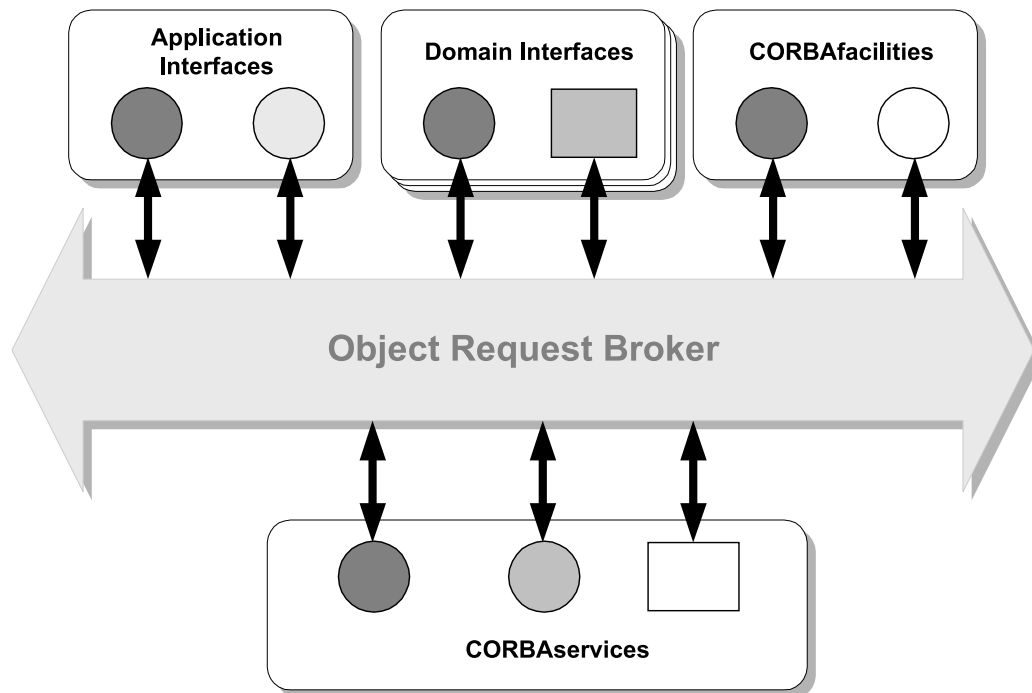 Application
Interfaces
Domain Interfaces
CORBAfacilities
Object Request Broker
CORBAservices